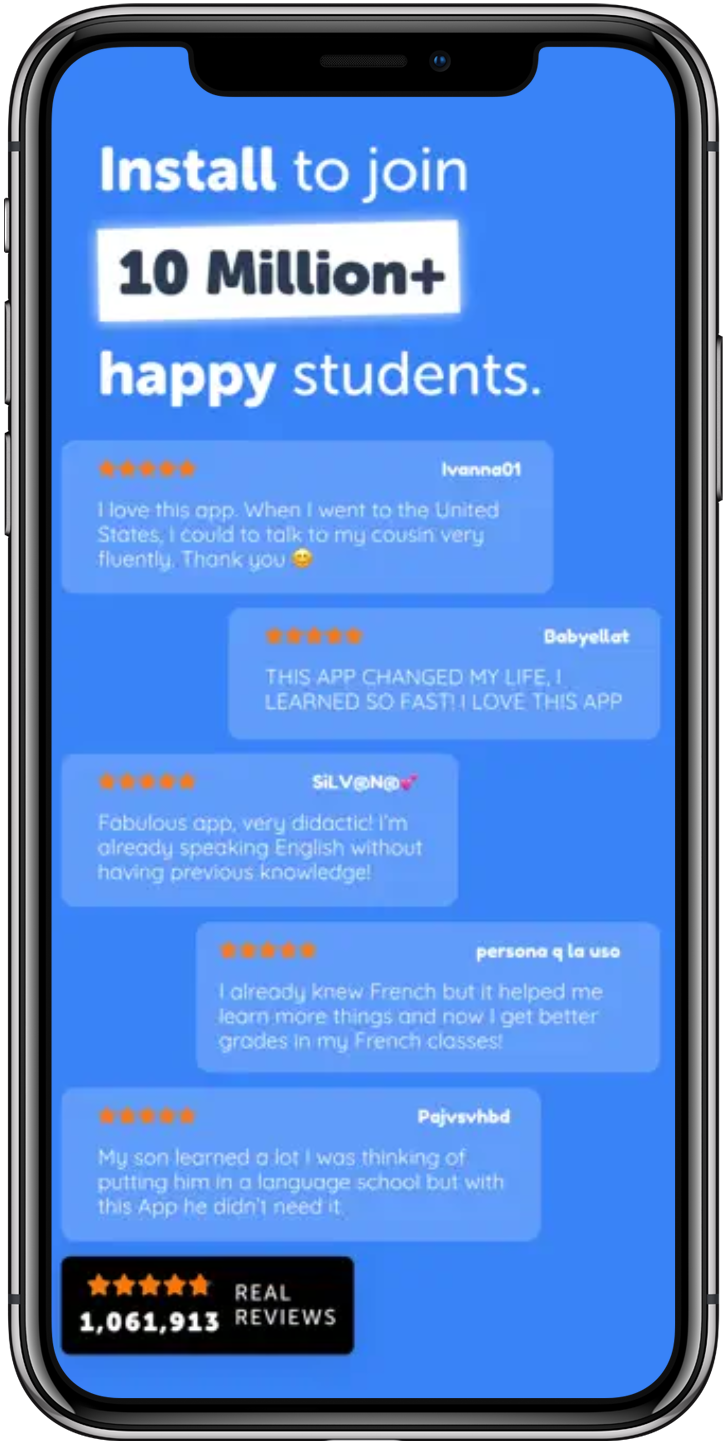 Install to join
10 Million+
happy students.
Ivanna01
I love this app. When I went to the United
States, I could to talk to my cousin very
fluently. Thank you 😊
Babyellat
THIS APP CHANGED MY LIFE, I
LEARNED SO FAST! I LOVE THIS APP
SiLV@N@💕
Fabulous app, very didactic! I'm
already speaking English without
having previous knowledge!
persona q la uso
I already knew French but it helped me
learn more things and now I get better
grades in my French classes!
Pajvsvhbd
My son learned a lot I was thinking of
putting him in a language school but with
this App he didn't need it
1,061,913
REAL
REVIEWS